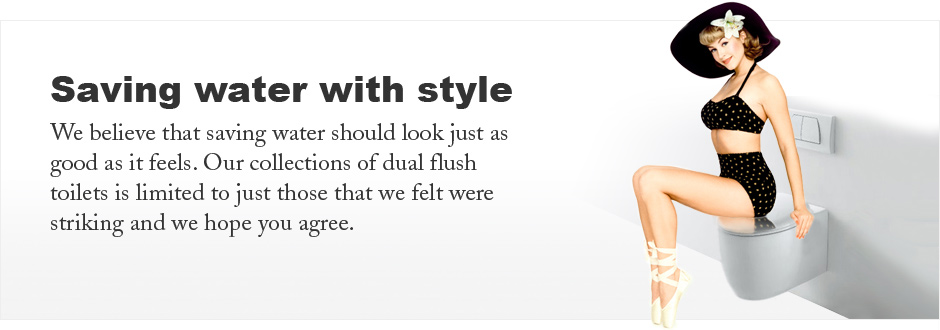 Saving water with style
We believe that saving water should look just as
good as it feels. Our collections of dual flush
toilets is limited to just those that we felt were
striking and we hope you agree.